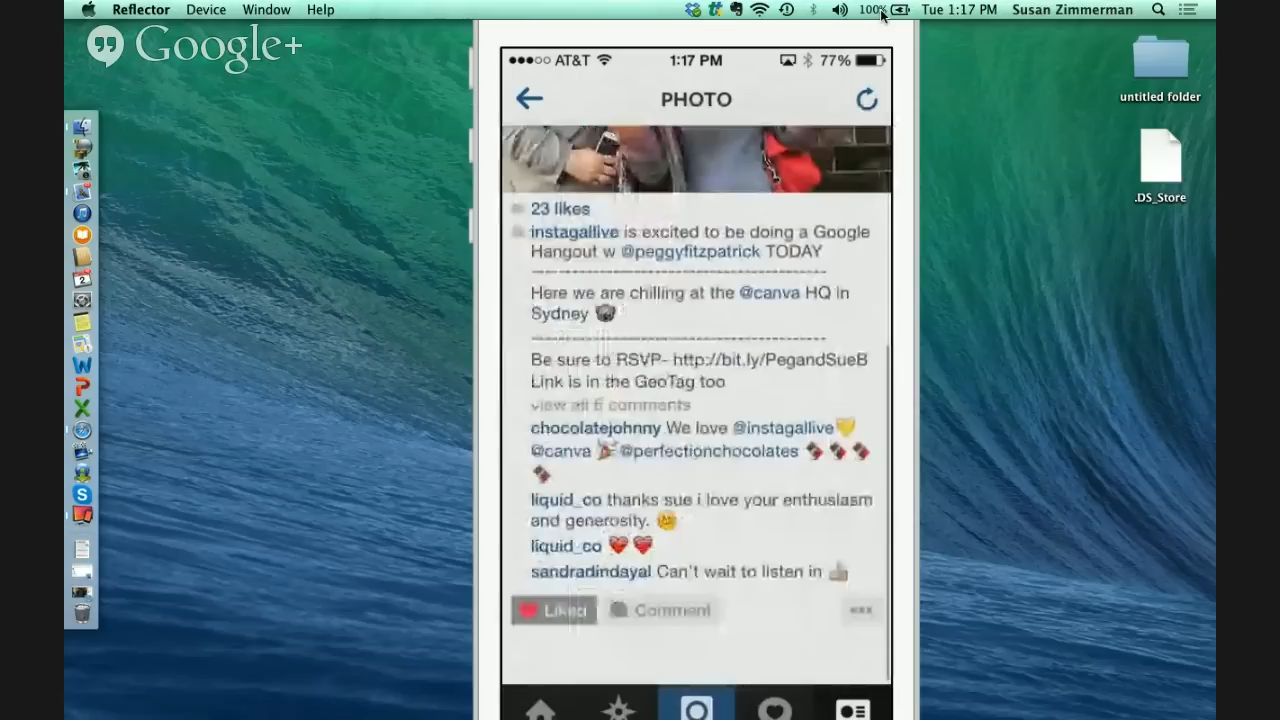 Reflector Device Window Help 100% Tue 1:17 PM Susan Zimmerman
Google+
untitled folder
.DS_Store
AT&T 1:17 PM 77%
PHOTO
23 likes
instagallive is excited to be doing a Google
Hangout w @peggyfitzpatrick TODAY
Here we are chilling at the @canva HQ in
Sydney 🐨
Be sure to RSVP- http://bit.ly/PegandSueB
Link is in the GeoTag too
view all 6 comments
chocolatejohnny We love @instagallive💛
@canva 🎉@perfectionchocolates 🍫🍫🍫
🍫
liquid_co thanks sue i love your enthusiasm
and generosity. 😊
liquid_co ❤️❤️
sandradindayal Can't wait to listen in 👍
Liked Comment